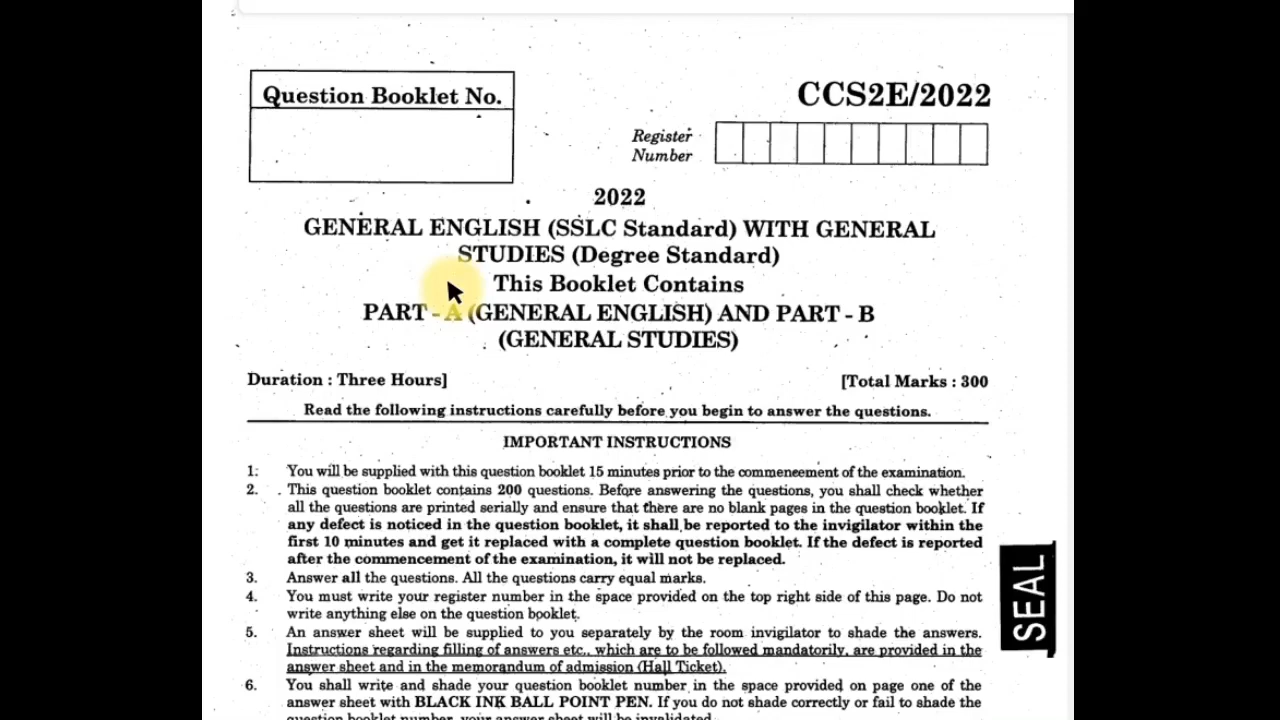 Question Booklet No.
CCS2E/2022
Register
Number
2022
GENERAL ENGLISH (SSLC Standard) WITH GENERAL
STUDIES (Degree Standard)
This Booklet Contains
PART - A (GENERAL ENGLISH) AND PART - B
(GENERAL STUDIES)
Duration : Three Hours]
[Total Marks : 300
Read the following instructions carefully before you begin to answer the questions.
IMPORTANT INSTRUCTIONS
1. You will be supplied with this question booklet 15 minutes prior to the commencement of the examination.
2. This question booklet contains 200 questions. Before answering the questions, you shall check whether
all the questions are printed serially and ensure that there are no blank pages in the question booklet. If
any defect is noticed in the question booklet, it shall be reported to the invigilator within the
first 10 minutes and get it replaced with a complete question booklet. If the defect is reported
after the commencement of the examination, it will not be replaced.
3. Answer all the questions. All the questions carry equal marks.
4. You must write your register number in the space provided on the top right side of this page. Do not
write anything else on the question booklet.
5. An answer sheet will be supplied to you separately by the room invigilator to shade the answers.
Instructions regarding filling of answers etc., which are to be followed mandatorily, are provided in the
answer sheet and in the memorandum of admission (Hall Ticket).
6. You shall write and shade your question booklet number in the space provided on page one of the
answer sheet with BLACK INK BALL POINT PEN. If you do not shade correctly or fail to shade the
question booklet number, your answer sheet will be invalidated.
SEAL